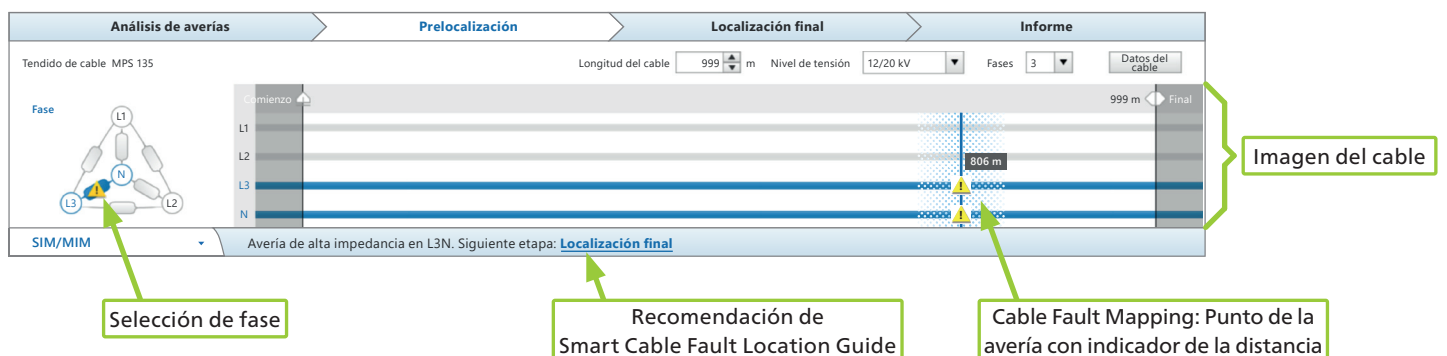 Análisis de averías Prelocalización Localización final Informe
Tendido de cable MPS 135 Longitud del cable 999 m Nivel de tensión 12/20 kV Fases 3 Datos del cable
Comienzo 999 m Final
Fase
L1
L1
L2
806 m
N
L3
L3 L2
N
SIM/MIM Avería de alta impedancia en L3N. Siguiente etapa: Localización final
Imagen del cable
Selección de fase
Recomendación de
Smart Cable Fault Location Guide
Cable Fault Mapping: Punto de la
avería con indicador de la distancia